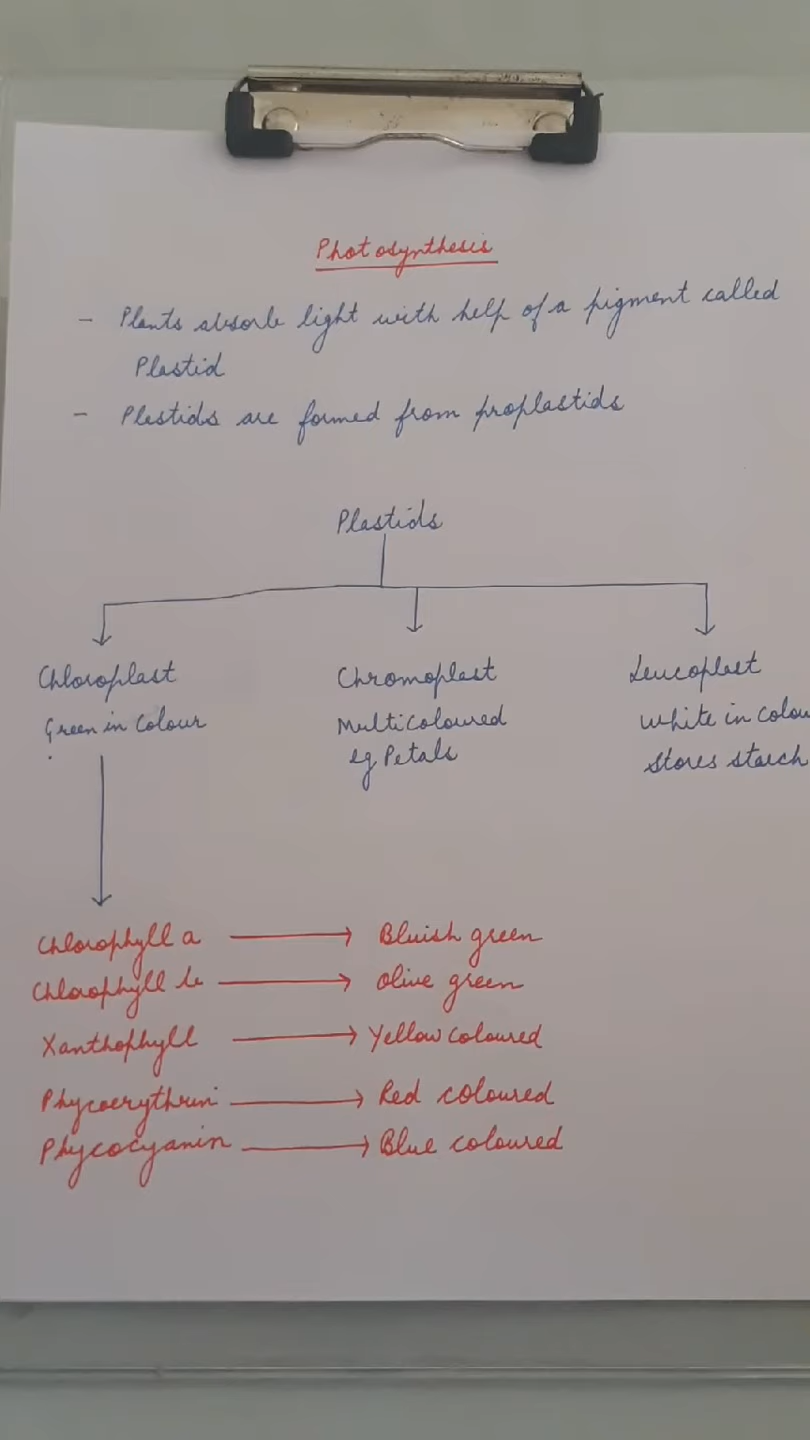 Photosynthesis
- Plants absorb light with help of a pigment called
Plastid
- Plastids are formed from proplastids
Plastids
Chloroplast Chromoplast Leucoplast
Green in Colour Multicoloured White in colou
eg Petals Stores starch
Chlorophyll a → Bluish green
Chlorophyll b → Olive green
Xanthophyll → Yellow coloured
Phycoerythrin → Red coloured
Phycocyanin → Blue coloured